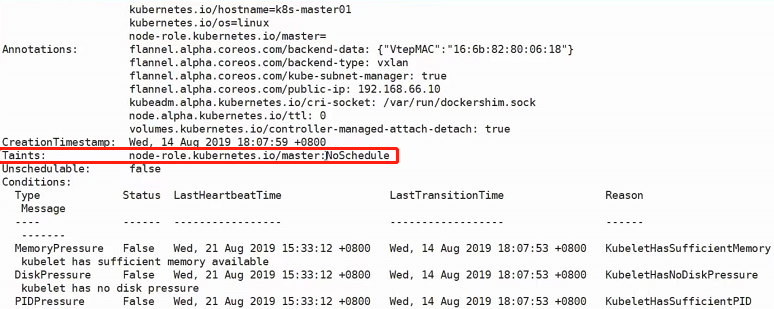 kubernetes.io/hostname=k8s-master01
kubernetes.io/os=linux
node-role.kubernetes.io/master=
Annotations: flannel.alpha.coreos.com/backend-data: {"VtepMAC":"16:6b:82:80:06:18"}
flannel.alpha.coreos.com/backend-type: vxlan
flannel.alpha.coreos.com/kube-subnet-manager: true
flannel.alpha.coreos.com/public-ip: 192.168.66.10
kubeadm.alpha.kubernetes.io/cri-socket: /var/run/dockershim.sock
node.alpha.kubernetes.io/ttl: 0
volumes.kubernetes.io/controller-managed-attach-detach: true
CreationTimestamp: Wed, 14 Aug 2019 18:07:59 +0800
Taints: node-role.kubernetes.io/master:NoSchedule
Unschedulable: false
Conditions:
Type Status LastHeartbeatTime LastTransitionTime Reason
Message
---- ------ ----------------- ------------------ ------
-------
MemoryPressure False Wed, 21 Aug 2019 15:33:12 +0800 Wed, 14 Aug 2019 18:07:53 +0800 KubeletHasSufficientMemory
kubelet has sufficient memory available
DiskPressure False Wed, 21 Aug 2019 15:33:12 +0800 Wed, 14 Aug 2019 18:07:53 +0800 KubeletHasNoDiskPressure
kubelet has no disk pressure
PIDPressure False Wed, 21 Aug 2019 15:33:12 +0800 Wed, 14 Aug 2019 18:07:53 +0800 KubeletHasSufficientPID